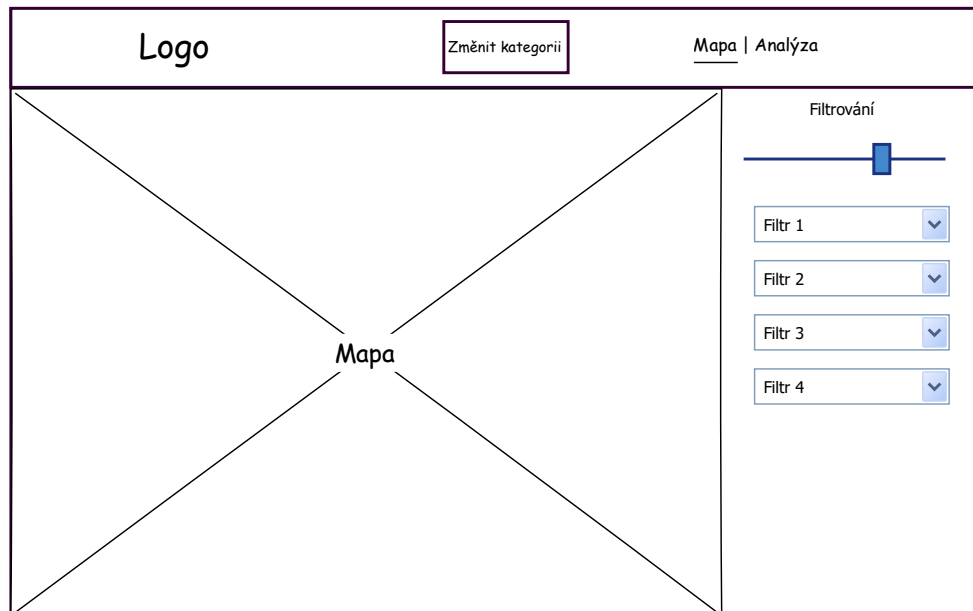 Logo
Změnit kategorii
Mapa | Analýza
Filtrování
Filtr 1
Filtr 2
Filtr 3
Filtr 4
Mapa